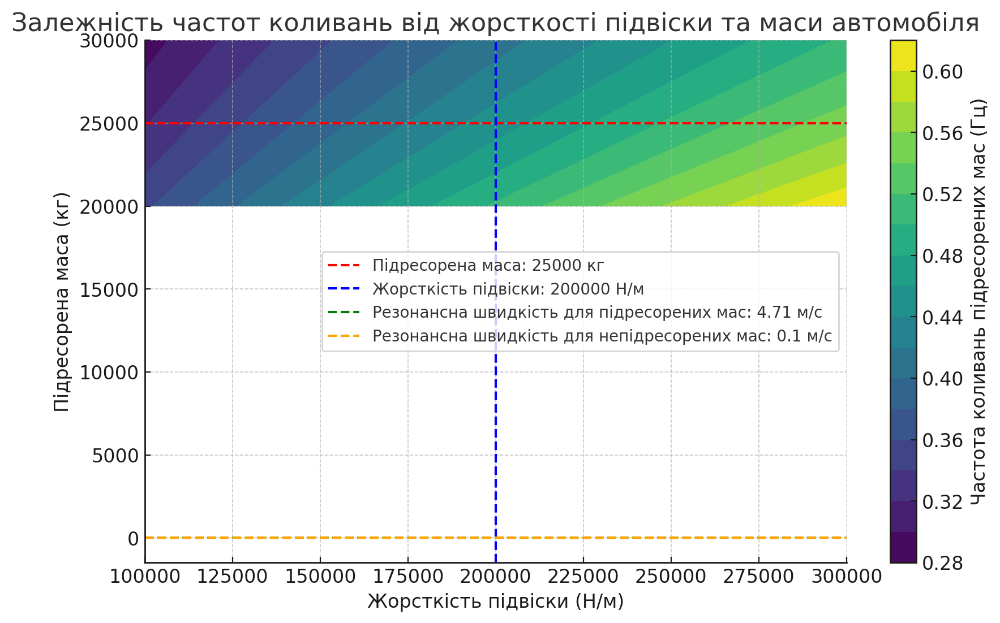 Залежність частот коливань від жорсткості підвіски та маси автомобіля
30000
25000
20000
15000
10000
5000
0
Підресорена маса (кг)
Підресорена маса: 25000 кг
Жорсткість підвіски: 200000 Н/м
Резонансна швидкість для підресорених мас: 4.71 м/с
Резонансна швидкість для непідресорених мас: 0.1 м/с
100000 125000 150000 175000 200000 225000 250000 275000 300000
Жорсткість підвіски (Н/м)
0.60
0.56
0.52
0.48
0.44
0.40
0.36
0.32
0.28
Частота коливань підресорених мас (Гц)